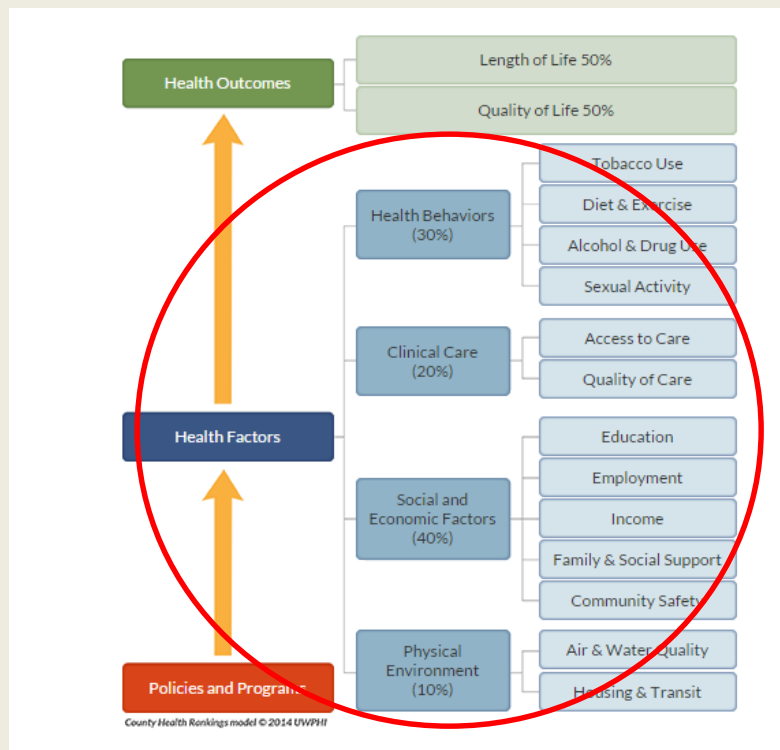 Health Outcomes
Length of Life 50%
Quality of Life 50%
Health Behaviors
(30%)
Tobacco Use
Diet & Exercise
Alcohol & Drug Use
Sexual Activity
Clinical Care
(20%)
Access to Care
Quality of Care
Health Factors
Social and
Economic Factors
(40%)
Education
Employment
Income
Family & Social Support
Community Safety
Physical
Environment
(10%)
Air & Water Quality
Housing & Transit
Policies and Programs
County Health Rankings model © 2014 UWPHI